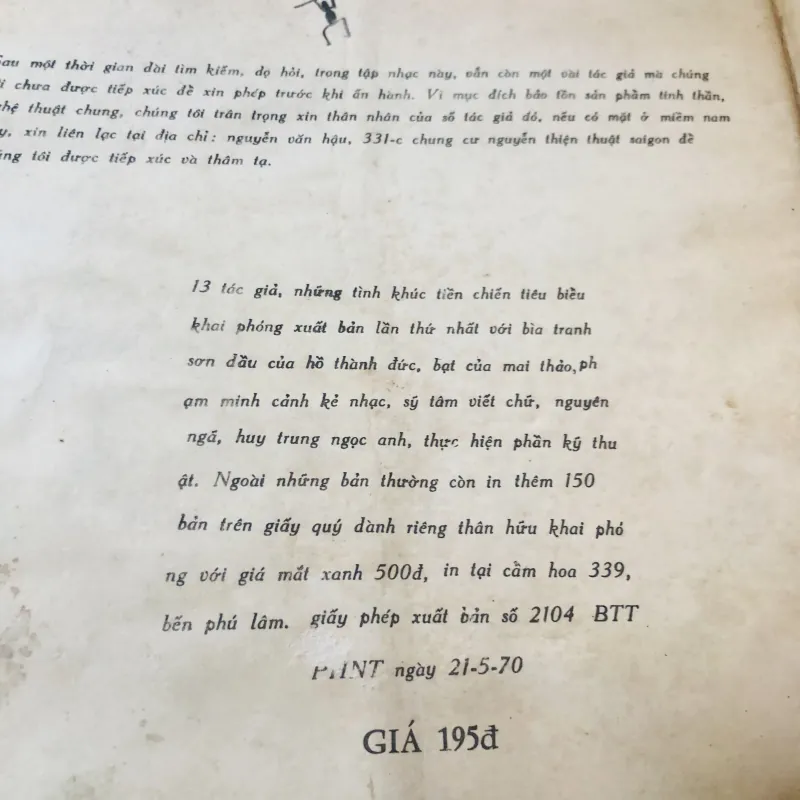 Sau một thời gian dài tìm kiếm, dọ hỏi, trong tập nhạc này, vẫn còn một vài tác giả mà chúng
chưa được tiếp xúc để xin phép trước khi ấn hành. Vì mục đích bảo tồn sản phẩm tinh thần,
nghệ thuật chung, chúng tôi trân trọng xin thân nhân của số tác giả đó, nếu có mặt ở miềm nam
xin liên lạc tại địa chỉ: nguyễn văn hậu, 331-c chung cư nguyễn thiện thuật saigon để
tôi được tiếp xúc và thâm tạ.
13 tác giả, những tình khúc tiền chiến tiêu biểu
khai phóng xuất bản lần thứ nhất với bìa tranh
sơn dầu của hồ thành đức, bạt của mai thảo, ph
ạm minh cảnh kẻ nhạc, sỹ tâm viết chữ, nguyên
ngã, huy trung ngọc anh, thực hiện phần kỹ thu
ật. Ngoài những bản thường còn in thêm 150
bản trên giấy quý dành riêng thân hữu khai phó
ng với giá mắt xanh 500đ, in tại cẩm hoa 339,
bến phú lâm. giấy phép xuất bản số 2104 BTT
PHNT ngày 21-5-70
GIÁ 195đ